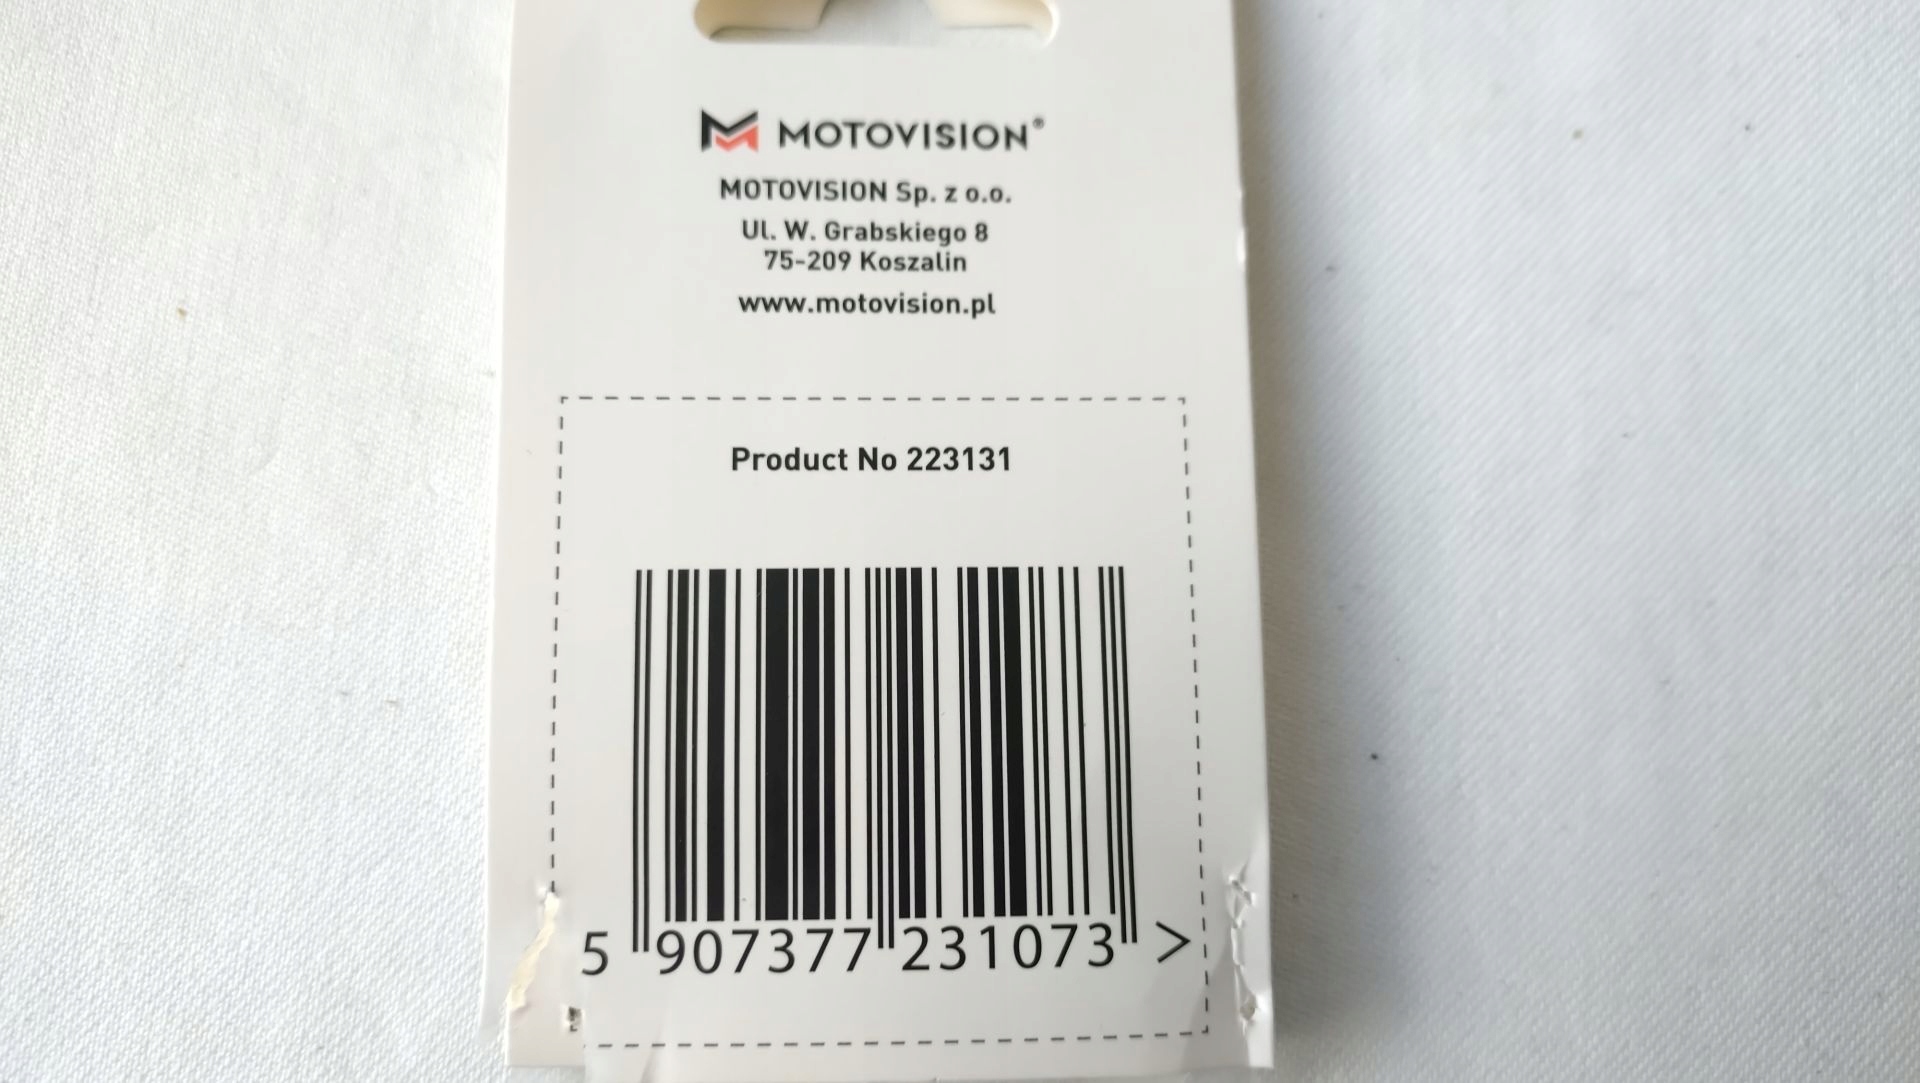 MOTOVISION®
MOTOVISION Sp. z o.o.
Ul. W. Grabskiego 8
75-209 Koszalin
www.motovision.pl
Product No 223131
5 907377 231073 >